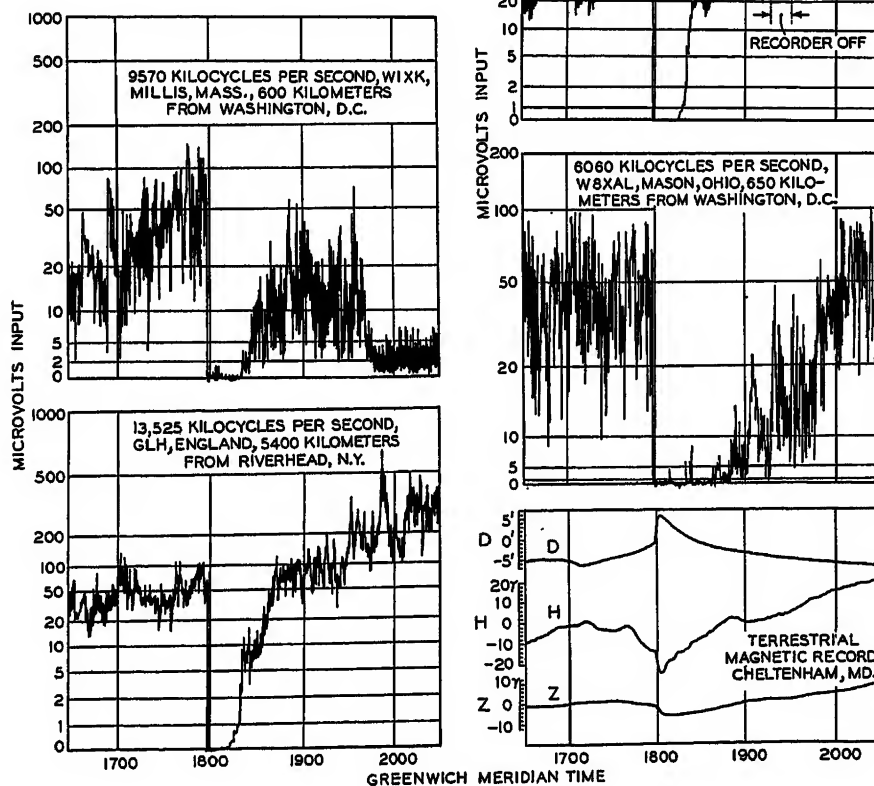 1000
500
200
100
50
20
10
5
2
0
9570 KILOCYCLES PER SECOND, W1XK,
MILLIS, MASS., 600 KILOMETERS
FROM WASHINGTON, D.C.
1000
500
200
100
50
20
10
5
2
1
0
13,525 KILOCYCLES PER SECOND,
GLH, ENGLAND, 5400 KILOMETERS
FROM RIVERHEAD, N.Y.
MICROVOLTS INPUT
1700
1800
1900
2000
20
10
5
2
1
0
RECORDER OFF
MICROVOLTS INPUT
200
100
50
20
10
5
0
6060 KILOCYCLES PER SECOND,
W8XAL, MASON, OHIO, 650 KILO-
METERS FROM WASHINGTON, D.C.
D
5'
0'
-5'
D
H
20γ
10
0
-10
-20
H
Z
10γ
0
-10
Z
TERRESTRIAL
MAGNETIC RECORD
CHELTENHAM, MD.
1700
1800
1900
2000
GREENWICH MERIDIAN TIME